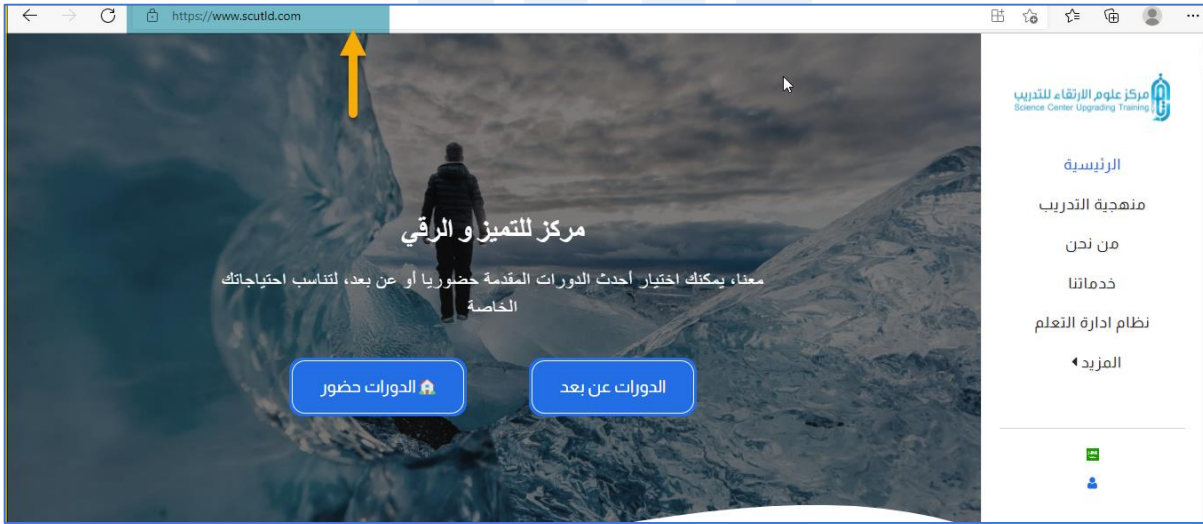 https://www.scutld.com
مركز علوم الارتقاء للتدريب
Science Center Upgrading Training
الرئيسية
منهجية التدريب
من نحن
خدماتنا
نظام ادارة التعلم
المزيد
مركز للتميز و الرقي
معنا، يمكنك اختيار أحدث الدورات المقدمة حضوريا أو عن بعد، لتناسب احتياجاتك
الخاصة
الدورات عن بعد
الدورات حضور